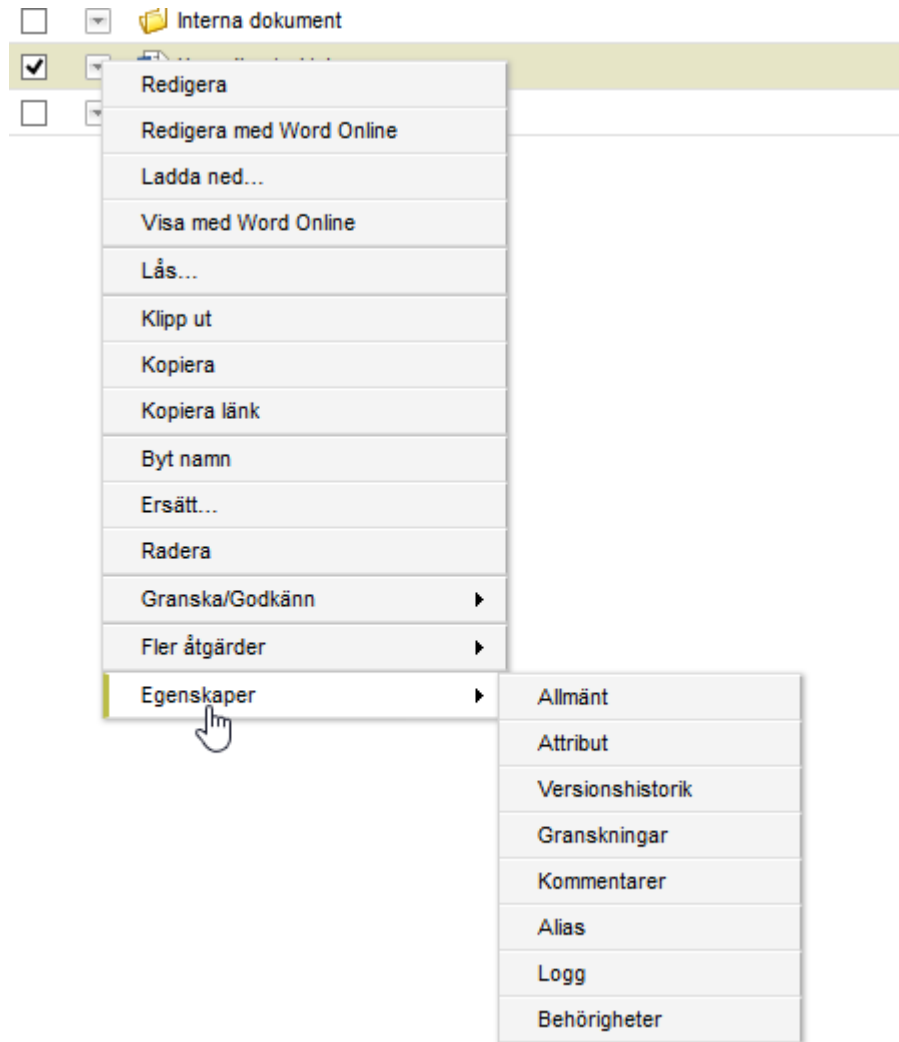 Interna dokument
Redigera
Redigera med Word Online
Ladda ned...
Visa med Word Online
Lås...
Klipp ut
Kopiera
Kopiera länk
Byt namn
Ersätt...
Radera
Granska/Godkänn
Fler åtgärder
Egenskaper
Allmänt
Attribut
Versionshistorik
Granskningar
Kommentarer
Alias
Logg
Behörigheter